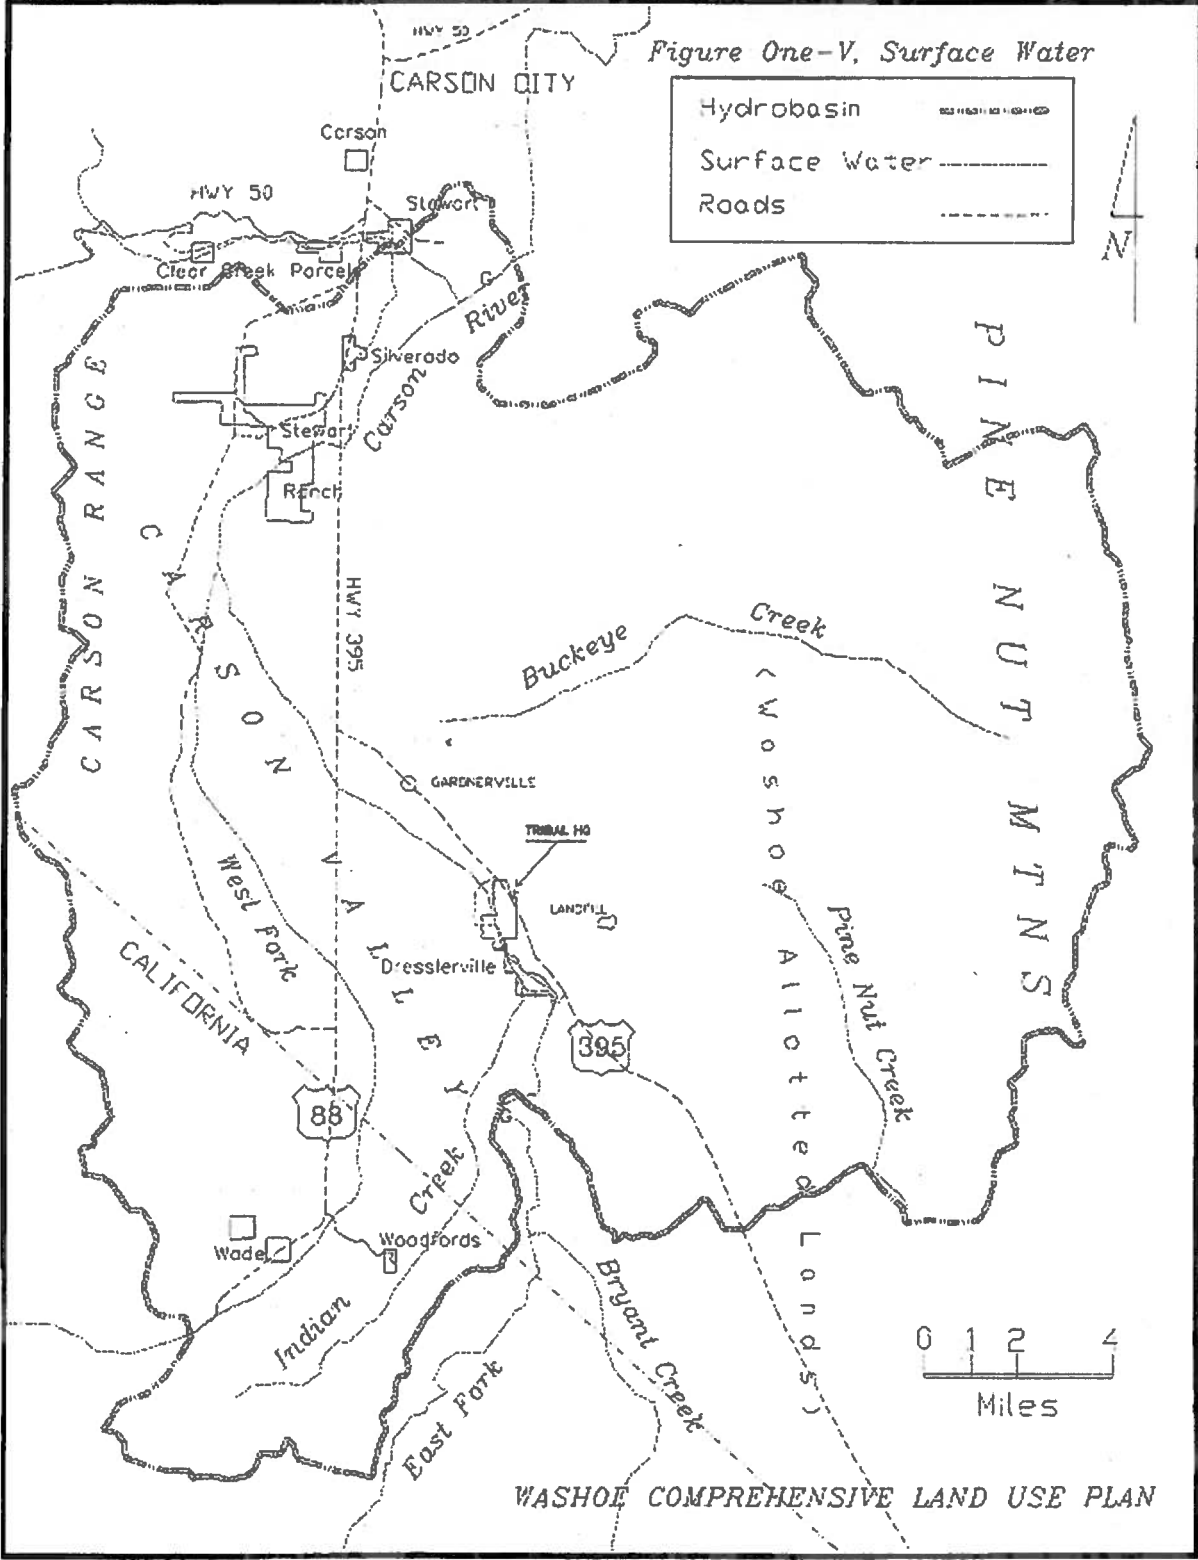 HWY 50
Figure One-V, Surface Water
CARSON CITY
Hydrobasin
Surface Water
Roads
Carson
HWY 50
Stewart
N
Clear Creek Parcels
G
Carson River
Silverado
Stewart
Ranch
CARSON RANGE
CARSON VALLEY
PINE NUT MTNS
HWY 395
Buckeye Creek
(Washoe Allotted Lands)
GARDNERVILLE
TRIBAL HQ
LANDFILL
Dresslerville
West Fork
Pine Nut Creek
CALIFORNIA
395
88
G
Indian Creek
Wade
Woodfords
Bryant Creek
East Fork
0 1 2 4
Miles
WASHOE COMPREHENSIVE LAND USE PLAN